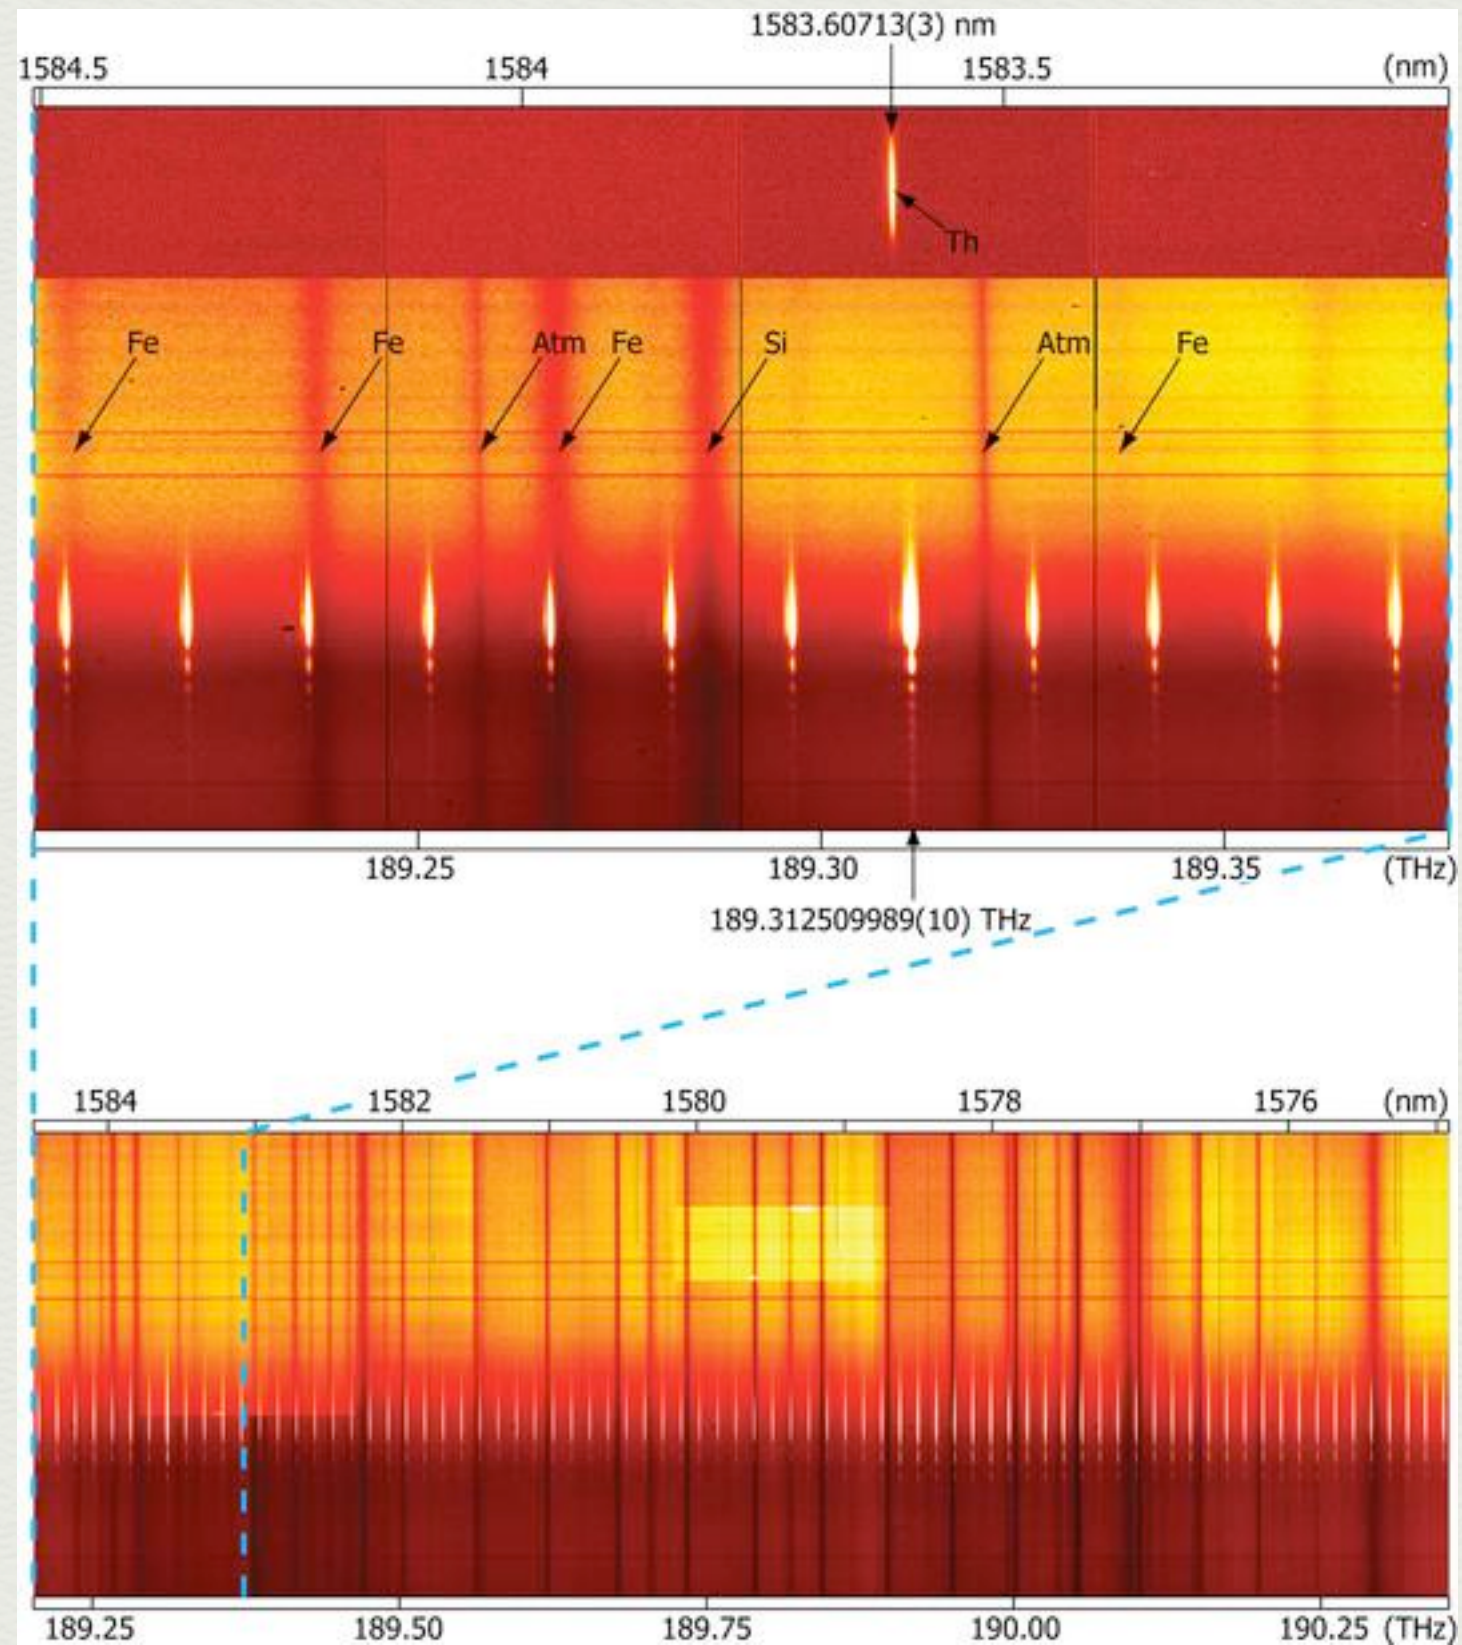 1583.60713(3) nm
1584.5 1584 1583.5 (nm)
Th
Fe Fe Atm Fe Si Atm Fe
189.25 189.30 189.35 (THz)
189.312509989(10) THz
1584 1582 1580 1578 1576 (nm)
189.25 189.50 189.75 190.00 190.25 (THz)